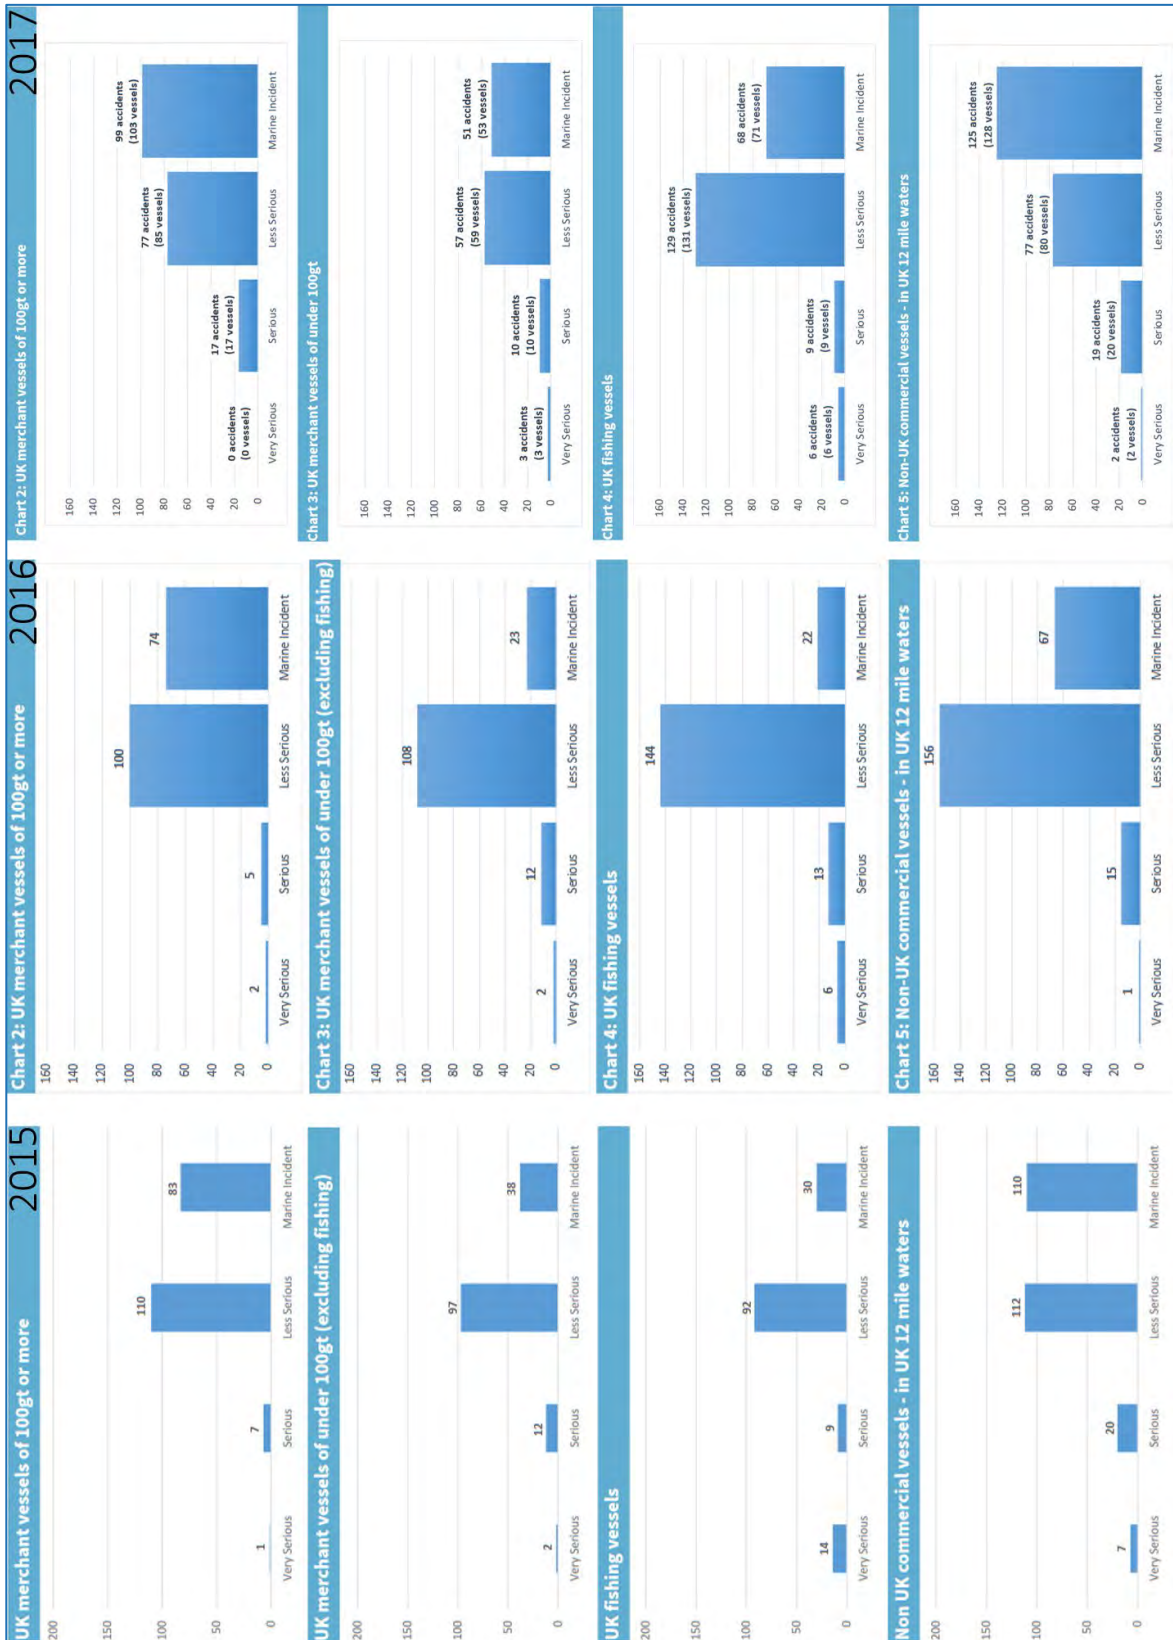 2015
UK merchant vessels of 100gt or more
200
150
100
50
0
1
7
110
83
Very Serious
Serious
Less Serious
Marine Incident
UK merchant vessels of under 100gt (excluding fishing)
200
150
100
50
0
2
12
97
38
Very Serious
Serious
Less Serious
Marine Incident
UK fishing vessels
200
150
100
50
0
14
9
92
30
Very Serious
Serious
Less Serious
Marine Incident
Non UK commercial vessels - in UK 12 mile waters
200
150
100
50
0
7
20
112
110
Very Serious
Serious
Less Serious
Marine Incident
2016
Chart 2: UK merchant vessels of 100gt or more
160
140
120
100
80
60
40
20
0
2
5
100
74
Very Serious
Serious
Less Serious
Marine Incident
Chart 3: UK merchant vessels of under 100gt (excluding fishing)
160
140
120
100
80
60
40
20
0
2
12
108
23
Very Serious
Serious
Less Serious
Marine Incident
Chart 4: UK fishing vessels
160
140
120
100
80
60
40
20
0
6
13
144
22
Very Serious
Serious
Less Serious
Marine Incident
Chart 5: Non-UK commercial vessels - in UK 12 mile waters
160
140
120
100
80
60
40
20
0
1
15
156
67
Very Serious
Serious
Less Serious
Marine Incident
2017
Chart 2: UK merchant vessels of 100gt or more
160
140
120
100
80
60
40
20
0
0 accidents
(0 vessels)
17 accidents
(17 vessels)
77 accidents
(85 vessels)
99 accidents
(103 vessels)
Very Serious
Serious
Less Serious
Marine Incident
Chart 3: UK merchant vessels of under 100gt
160
140
120
100
80
60
40
20
0
3 accidents
(3 vessels)
10 accidents
(10 vessels)
57 accidents
(59 vessels)
51 accidents
(53 vessels)
Very Serious
Serious
Less Serious
Marine Incident
Chart 4: UK fishing vessels
160
140
120
100
80
60
40
20
0
6 accidents
(6 vessels)
9 accidents
(9 vessels)
129 accidents
(131 vessels)
68 accidents
(71 vessels)
Very Serious
Serious
Less Serious
Marine Incident
Chart 5: Non-UK commercial vessels - in UK 12 mile waters
160
140
120
100
80
60
40
20
0
2 accidents
(2 vessels)
19 accidents
(20 vessels)
77 accidents
(80 vessels)
125 accidents
(128 vessels)
Very Serious
Serious
Less Serious
Marine Incident